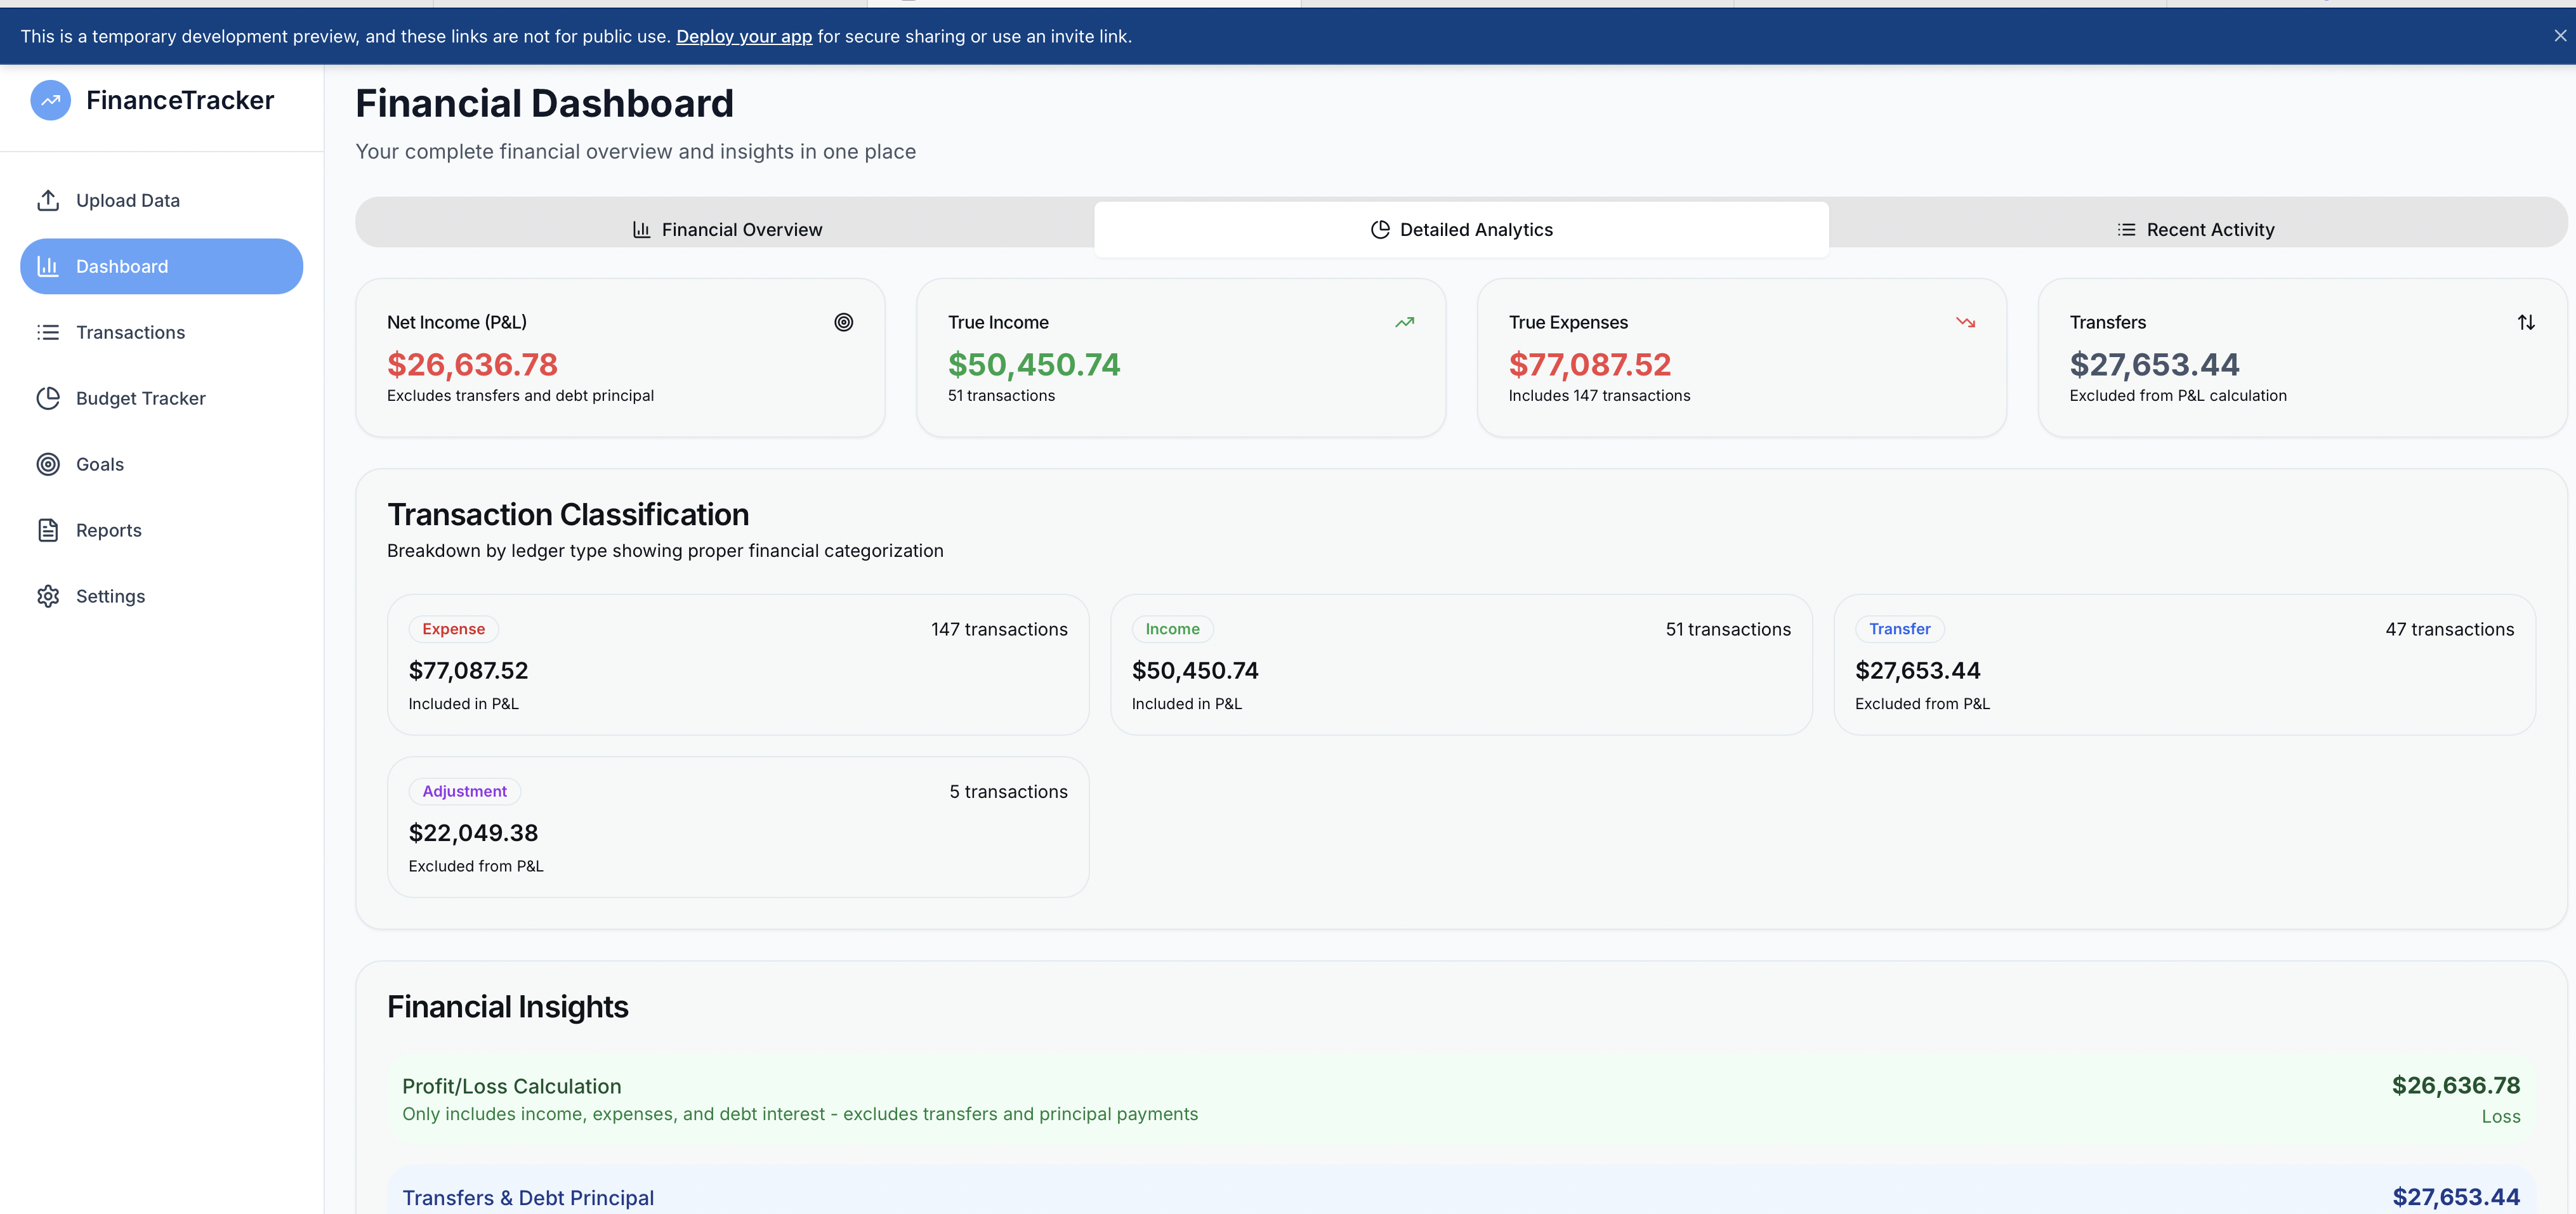 This is a temporary development preview, and these links are not for public use. Deploy your app for secure sharing or use an invite link.
FinanceTracker
Upload Data
Dashboard
Transactions
Budget Tracker
Goals
Reports
Settings
Financial Dashboard
Your complete financial overview and insights in one place
Financial Overview
Detailed Analytics
Recent Activity
Net Income (P&L)
$26,636.78
Excludes transfers and debt principal
True Income
$50,450.74
51 transactions
True Expenses
$77,087.52
Includes 147 transactions
Transfers
$27,653.44
Excluded from P&L calculation
Transaction Classification
Breakdown by ledger type showing proper financial categorization
Expense
147 transactions
$77,087.52
Included in P&L
Income
51 transactions
$50,450.74
Included in P&L
Transfer
47 transactions
$27,653.44
Excluded from P&L
Adjustment
5 transactions
$22,049.38
Excluded from P&L
Financial Insights
Profit/Loss Calculation
$26,636.78
Only includes income, expenses, and debt interest - excludes transfers and principal payments
Loss
Transfers & Debt Principal
$27,653.44